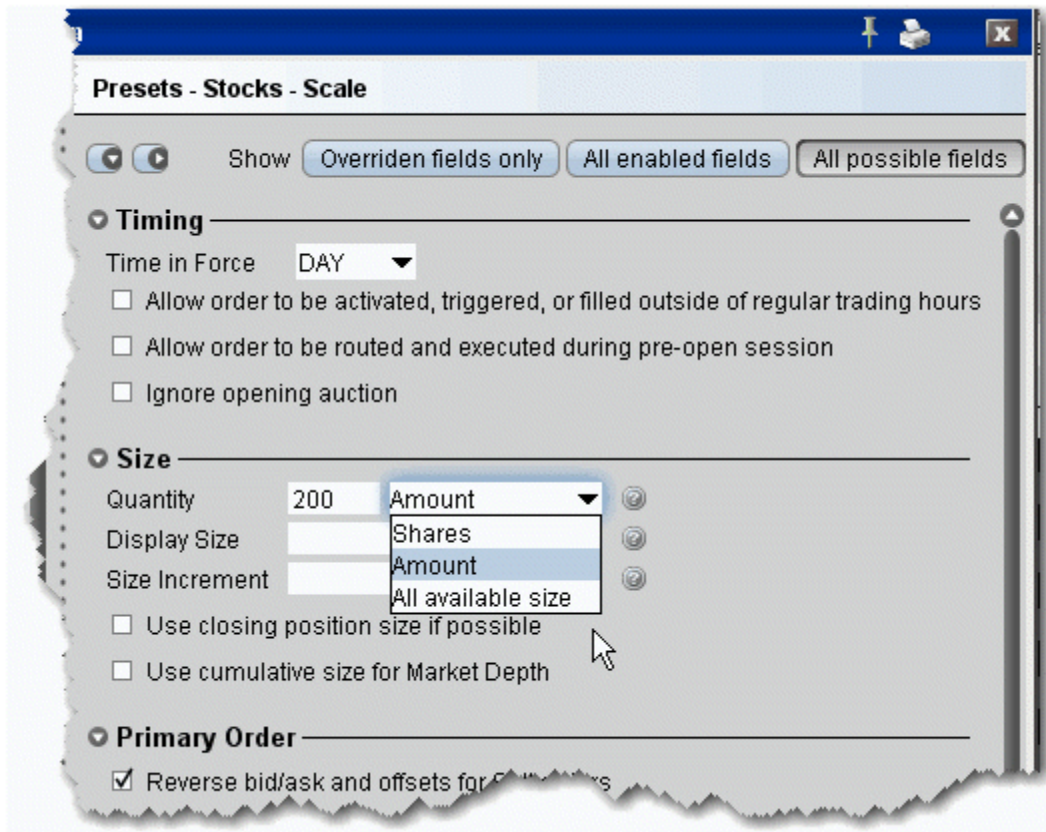 Presets - Stocks - Scale
Show Overriden fields only All enabled fields All possible fields
Timing
Time in Force DAY
Allow order to be activated, triggered, or filled outside of regular trading hours
Allow order to be routed and executed during pre-open session
Ignore opening auction
Size
Quantity 200 Amount
Shares
Display Size
Amount
Size Increment
All available size
Use closing position size if possible
Use cumulative size for Market Depth
Primary Order
Reverse bid/ask and offsets for